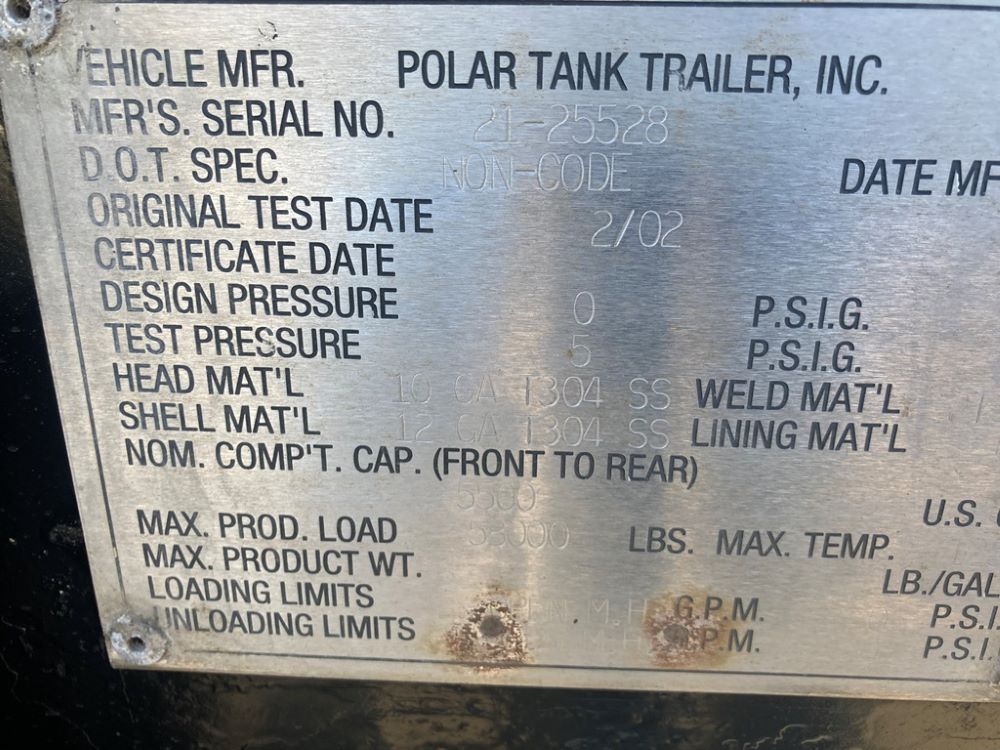 VEHICLE MFR. POLAR TANK TRAILER, INC.
MFR'S. SERIAL NO. 21-25528
D.O.T. SPEC. NON-CODE DATE MF
ORIGINAL TEST DATE 2/02
CERTIFICATE DATE
DESIGN PRESSURE 0 P.S.I.G.
TEST PRESSURE 5 P.S.I.G.
HEAD MAT'L 10 GA T304 SS WELD MAT'L
SHELL MAT'L 12 GA T304 SS LINING MAT'L
NOM. COMP'T. CAP. (FRONT TO REAR)
5500 U.S.
MAX. PROD. LOAD 53000 LBS. MAX. TEMP.
MAX. PRODUCT WT. LB./GAL
LOADING LIMITS OPEN M.H. G.P.M. P.S.I.
UNLOADING LIMITS M.H. G.P.M. P.S.I.